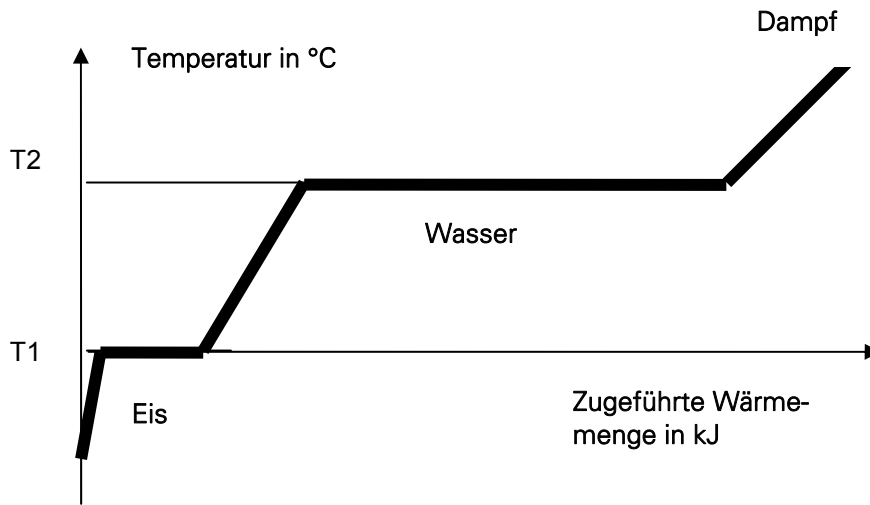 Dampf
Temperatur in °C
T2
Wasser
T1
Eis
Zugeführte Wärme-
menge in kJ